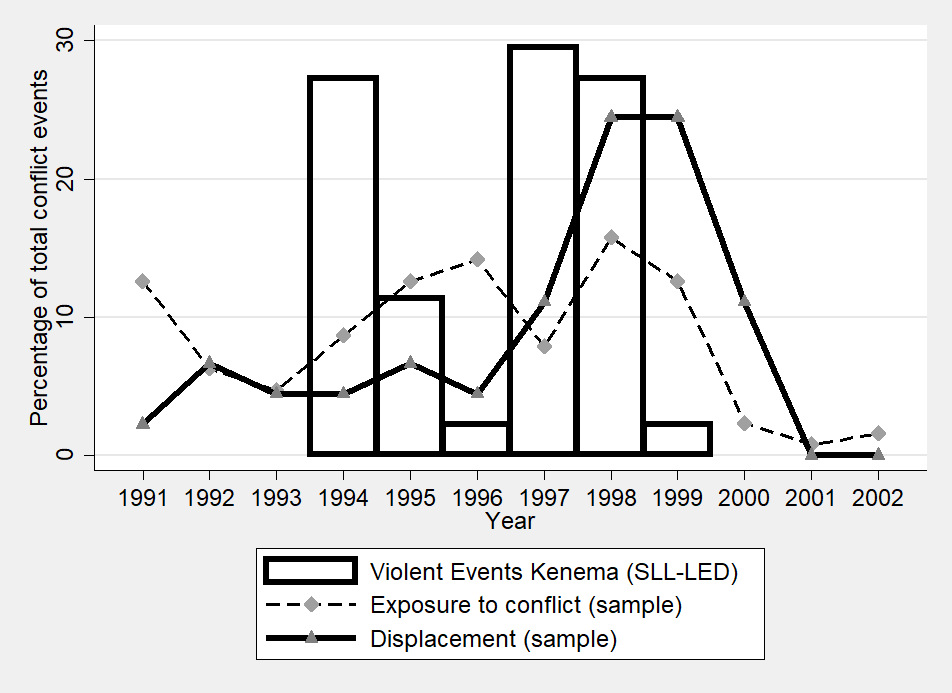 Percentage of total conflict events
30
20
10
0
1991 1992 1993 1994 1995 1996 1997 1998 1999 2000 2001 2002
Year
Violent Events Kenema (SLL-LED)
Exposure to conflict (sample)
Displacement (sample)